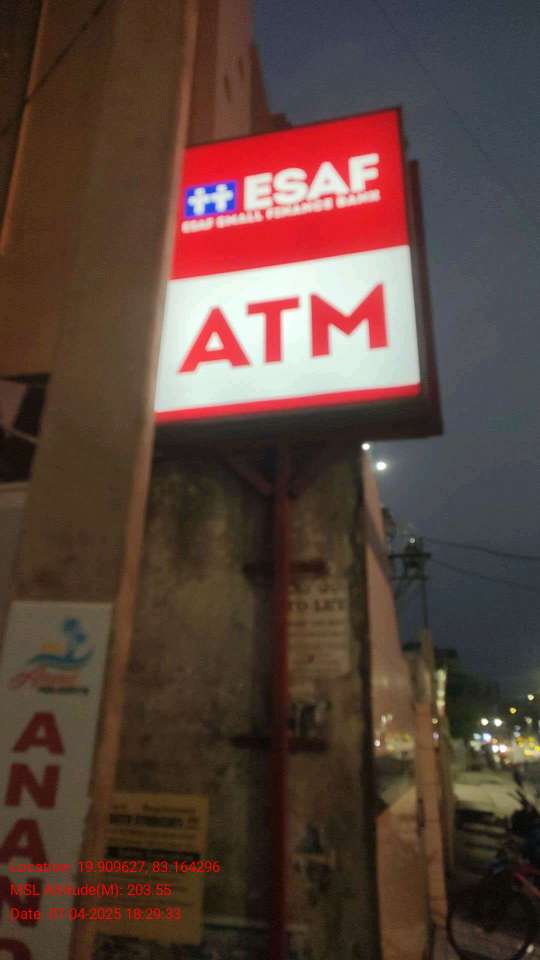 ESAF
ESAF SMALL FINANCE BANK
ATM
TO LET
ANAND
Location: 19.909627, 83.164296
MSL Altitude(M): 203.55
Date: 01-04-2025 18:29:33